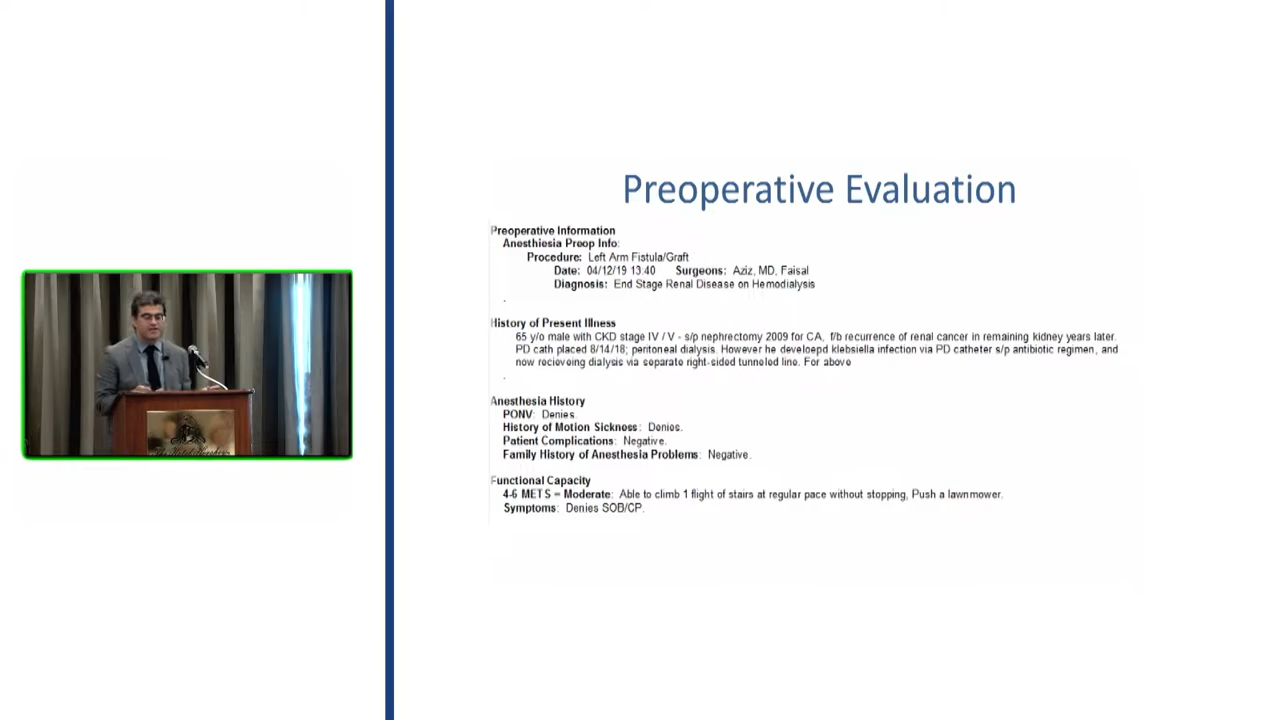 Preoperative Evaluation
Preoperative Information
Anesthiesia Preop Info:
Procedure: Left Arm Fistula/Graft
Date: 04/12/19 13:40 Surgeons: Aziz, MD, Faisal
Diagnosis: End Stage Renal Disease on Hemodialysis
.
History of Present Illness
65 y/o male with CKD stage IV / V - s/p nephrectomy 2009 for CA, f/b recurrence of renal cancer in remaining kidney years later.
PD cath placed 8/14/18; peritoneal dialysis. However he develoepd klebsiella infection via PD catheter s/p antibiotic regimen, and
now recieveing dialysis via separate right-sided tunneled line. For above
.
Anesthesia History
PONV: Denies.
History of Motion Sickness: Denies.
Patient Complications: Negative.
Family History of Anesthesia Problems: Negative.
Functional Capacity
4-6 METS = Moderate: Able to climb 1 flight of stairs at regular pace without stopping, Push a lawnmower.
Symptoms: Denies SOB/CP.